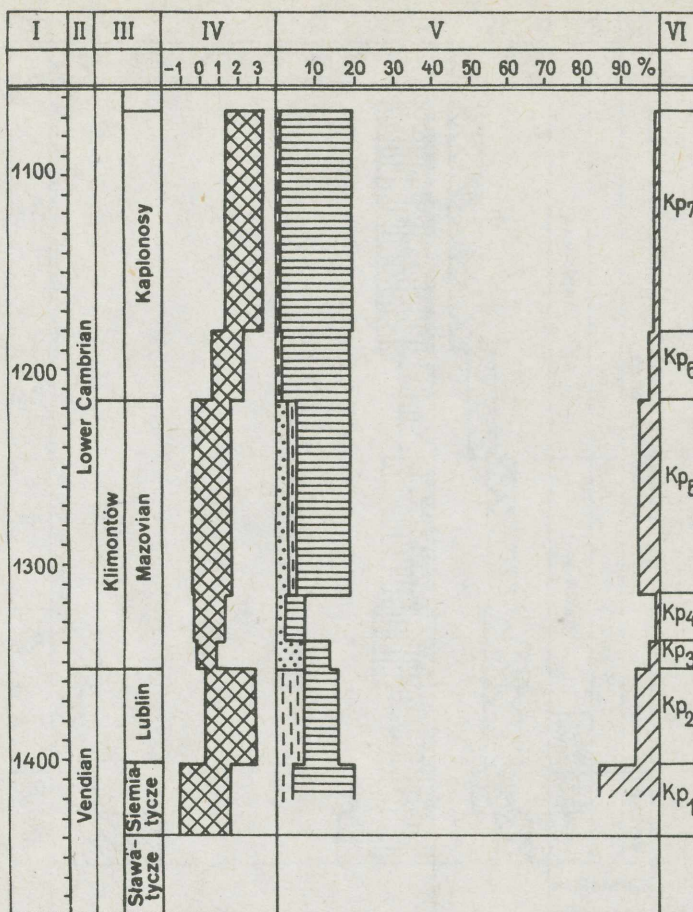 I II III IV V VI
-1 0 1 2 3 10 20 30 40 50 60 70 80 90 %
1100
1200
1300
1400
Lower Cambrian
Vendian
Klimontów
Kaplonosy
Mazovian
Lublin
Siemia-
tycze
Sława-
tycze
Kp7
Kp6
Kp5
Kp4
Kp3
Kp2
Kp1